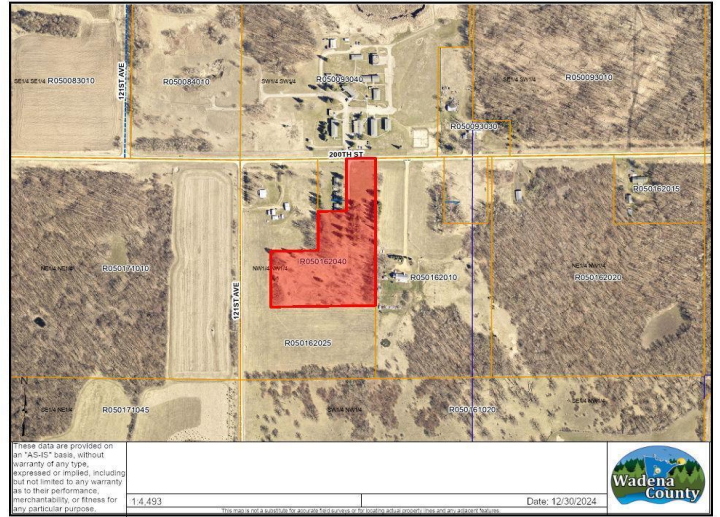 SE1/4 SE1/4
R050083010
121ST AVE
R050084010
SW1/4 SW1/4
R050093040
SE1/4 SW1/4
R050093010
R050093030
200TH ST
R050162015
NE1/4 NE1/4
R050171010
121ST AVE
NW1/4 NW1/4
R050162040
R050162010
NE1/4 NW1/4
R050162020
R050162025
N
SE1/4 NE1/4
R050171045
SW1/4 NW1/4
R050161020
SE1/4 NW1/4
These data are provided on
an "AS-IS" basis, without
warranty of any type,
expressed or implied, including
but not limited to any warranty
as to their performance,
merchantability, or fitness for
any particular purpose.
1:4,493
Date: 12/30/2024
This map is not a substitute for accurate field surveys or for locating actual property lines and any adjacent features.
Wadena
County